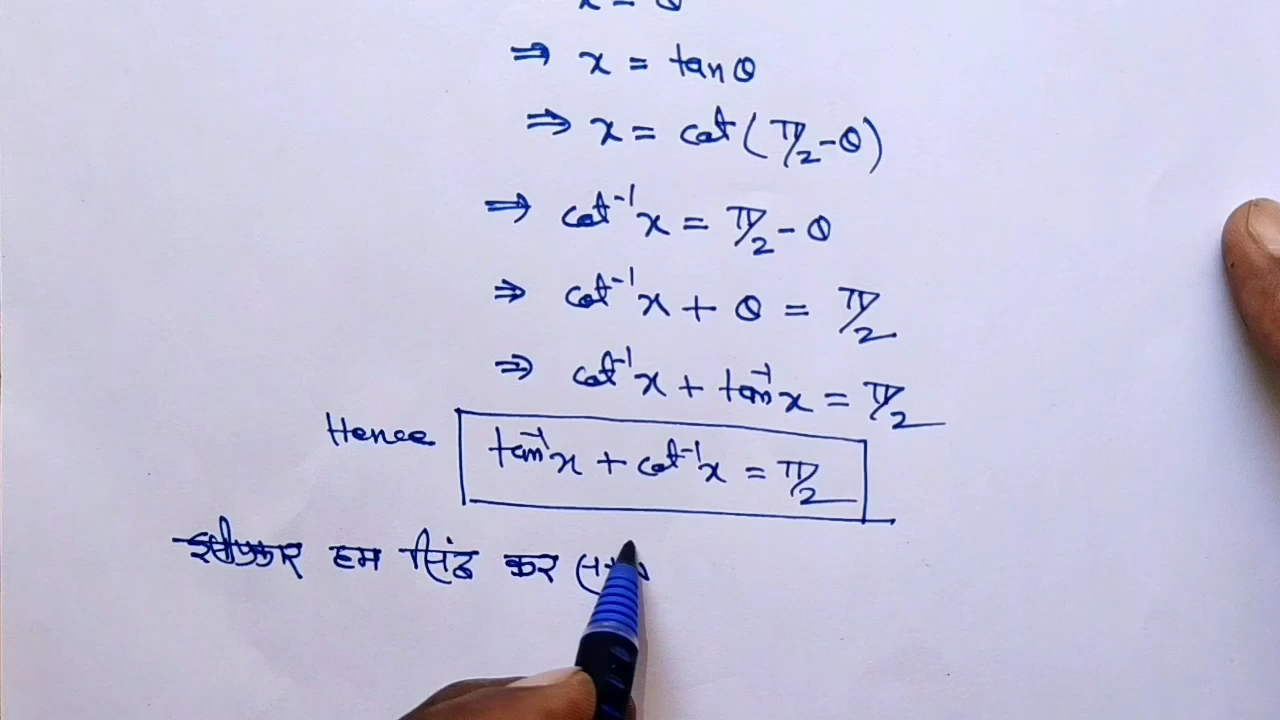 ⇒ x = tan θ
⇒ x = cot (π/2 - θ)
⇒ cot⁻¹x = π/2 - θ
⇒ cot⁻¹x + θ = π/2
⇒ cot⁻¹x + tan⁻¹x = π/2
Hence tan⁻¹x + cot⁻¹x = π/2
इसीप्रकार हम सिद्ध कर